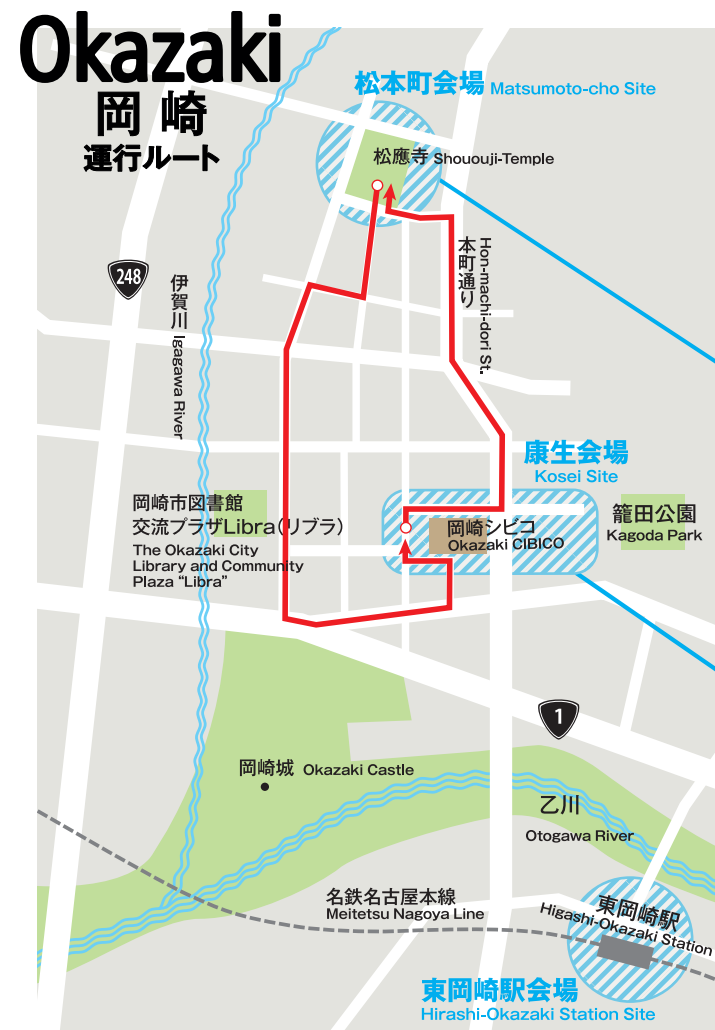 Okazaki
岡 崎
運行ルート
松本町会場 Matsumoto-cho Site
松應寺 Shououji-Temple
本町通り
Hon-machi-dori St.
248
伊賀川 Igagawa River
康生会場
Kosei Site
岡崎市図書館
交流プラザLibra(リブラ)
The Okazaki City
Library and Community
Plaza “Libra”
岡崎シビコ
Okazaki CIBICO
籠田公園
Kagoda Park
1
岡崎城 Okazaki Castle
乙川
Otogawa River
名鉄名古屋本線
Meitetsu Nagoya Line
東岡崎駅
Higashi-Okazaki Station
東岡崎駅会場
Hirashi-Okazaki Station Site